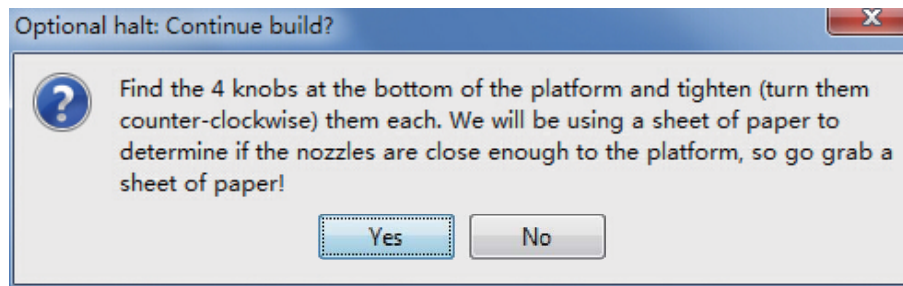 Optional halt: Continue build?
Find the 4 knobs at the bottom of the platform and tighten (turn them
counter-clockwise) them each. We will be using a sheet of paper to
determine if the nozzles are close enough to the platform, so go grab a
sheet of paper!
Yes No